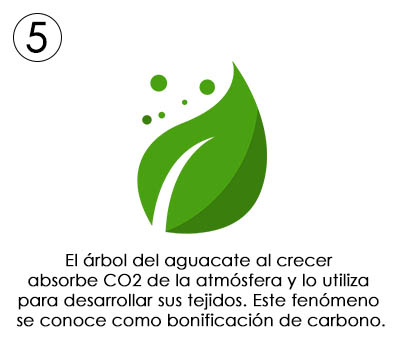 5
El árbol del aguacate al crecer
absorbe CO2 de la atmósfera y lo utiliza
para desarrollar sus tejidos. Este fenómeno
se conoce como bonificación de carbono.